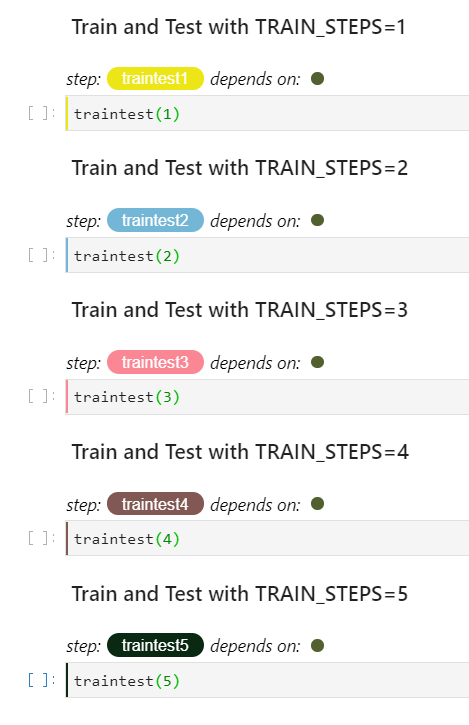 Train and Test with TRAIN_STEPS=1
step: traintest1 depends on:
[ ]: traintest(1)
Train and Test with TRAIN_STEPS=2
step: traintest2 depends on:
[ ]: traintest(2)
Train and Test with TRAIN_STEPS=3
step: traintest3 depends on:
[ ]: traintest(3)
Train and Test with TRAIN_STEPS=4
step: traintest4 depends on:
[ ]: traintest(4)
Train and Test with TRAIN_STEPS=5
step: traintest5 depends on:
[ ]: traintest(5)